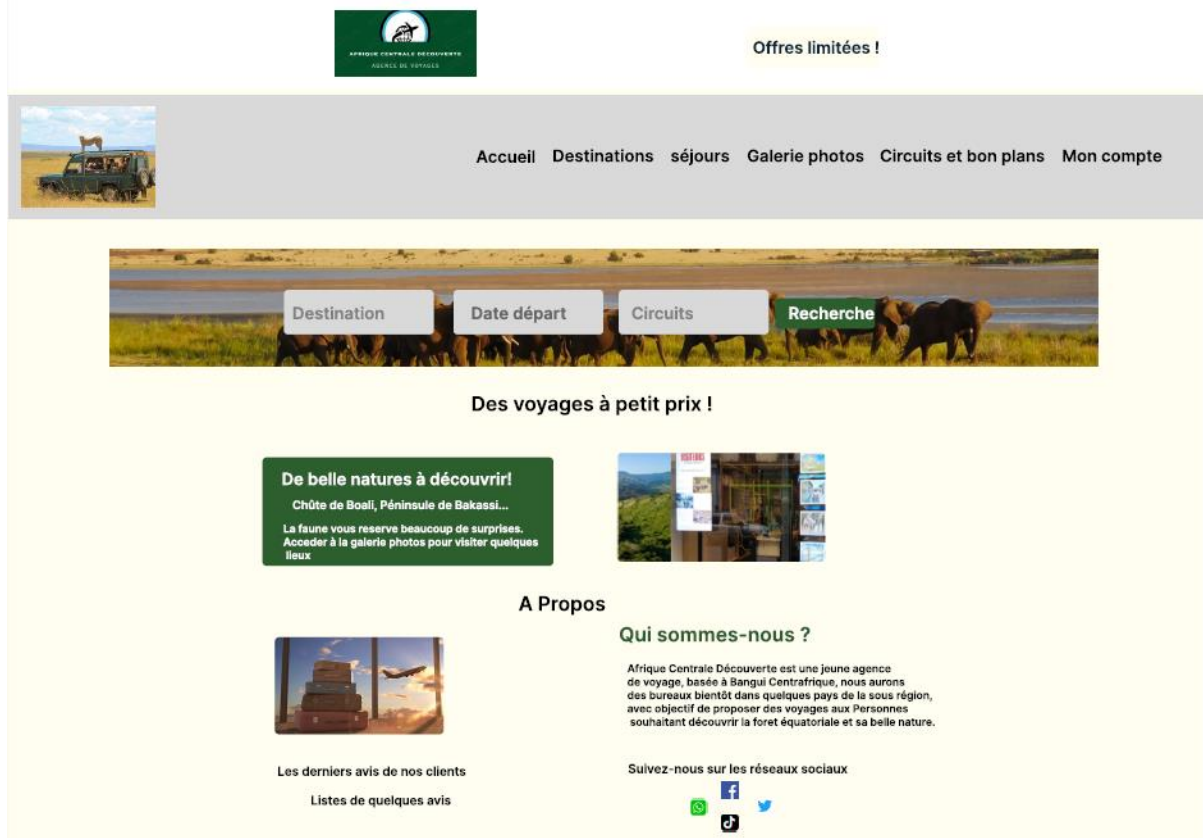 AFRIQUE CENTRALE DÉCOUVERTE
AGENCE DE VOYAGES
Offres limitées !
Accueil Destinations séjours Galerie photos Circuits et bon plans Mon compte
Destination Date départ Circuits Recherche
Des voyages à petit prix !
De belle natures à découvrir!
Chûte de Boali, Péninsule de Bakassi...
La faune vous reserve beaucoup de surprises.
Acceder à la galerie photos pour visiter quelques
lieux
A Propos
Qui sommes-nous ?
Afrique Centrale Découverte est une jeune agence
de voyage, basée à Bangui Centrafrique, nous aurons
des bureaux bientôt dans quelques pays de la sous région,
avec objectif de proposer des voyages aux Personnes
souhaitant découvrir la foret équatoriale et sa belle nature.
Les derniers avis de nos clients
Listes de quelques avis
Suivez-nous sur les réseaux sociaux